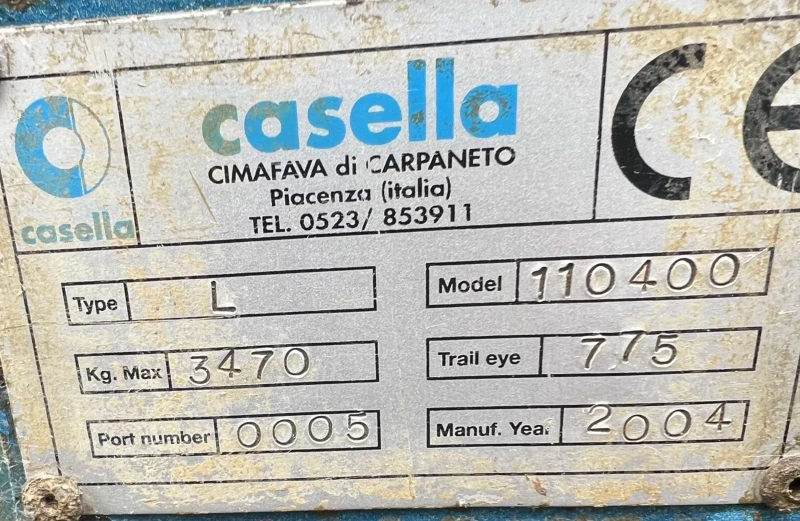 casella
CIMAFAVA di CARPANETO
Piacenza (italia)
TEL. 0523/ 853911
casella
CE
Type L
Model 110400
Kg. Max 3470
Trail eye 775
Port number 0005
Manuf. Yea. 2004